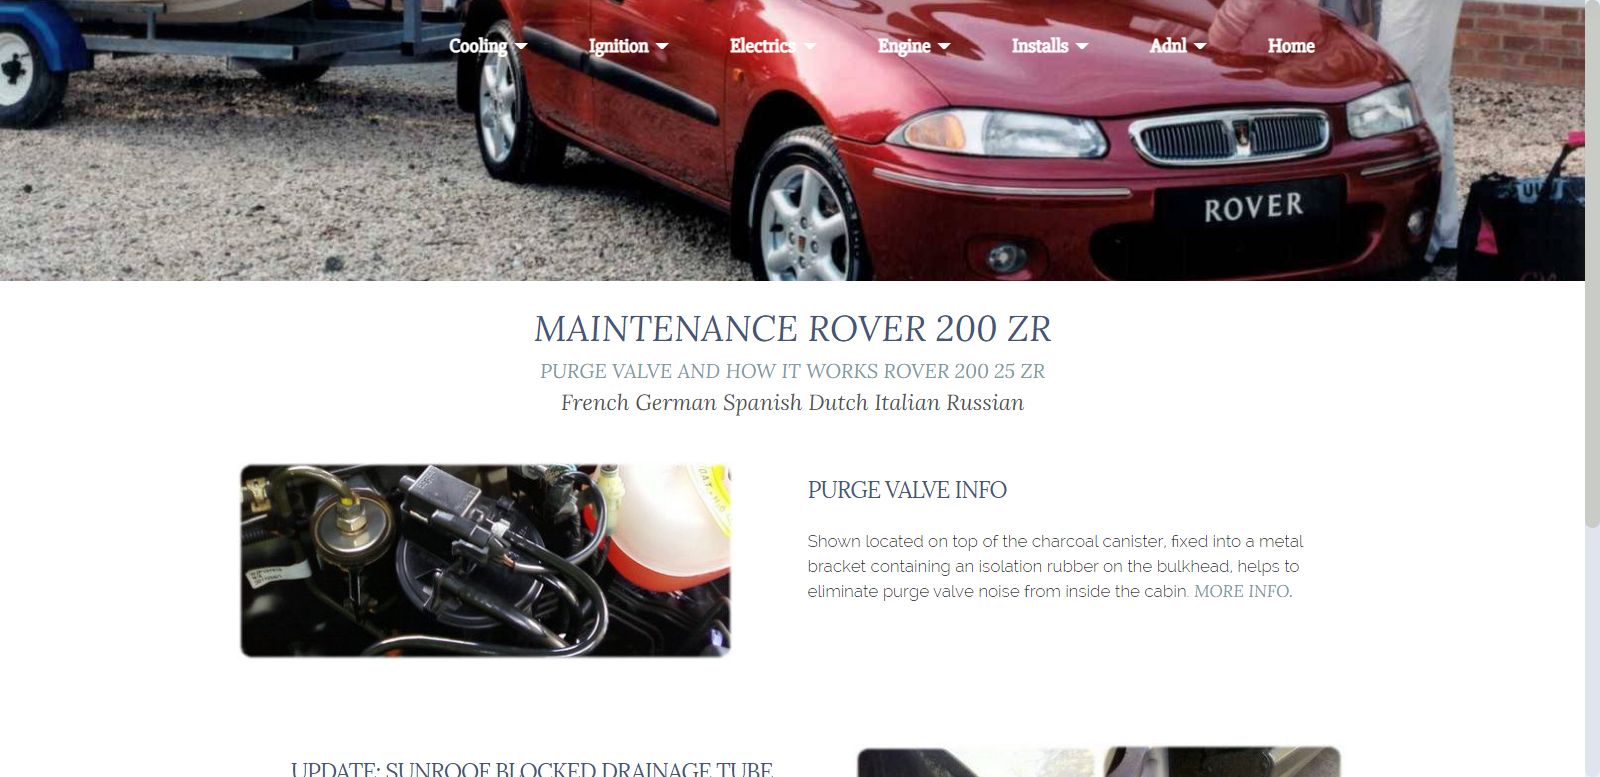 Cooling Ignition Electrics Engine Installs Adnl Home
ROVER
MAINTENANCE ROVER 200 ZR
PURGE VALVE AND HOW IT WORKS ROVER 200 25 ZR
French German Spanish Dutch Italian Russian
PURGE VALVE INFO
Shown located on top of the charcoal canister, fixed into a metal
bracket containing an isolation rubber on the bulkhead, helps to
eliminate purge valve noise from inside the cabin. MORE INFO.
UPDATE: SUNROOF BLOCKED DRAINAGE TUBE